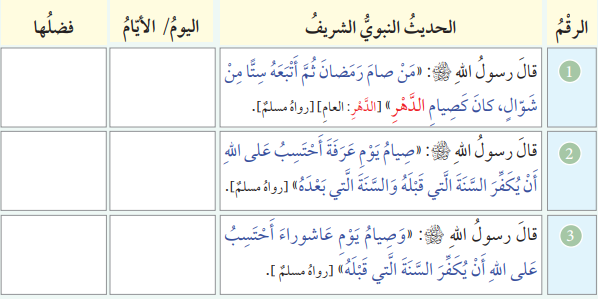 الرقْمُ الحديثُ النبويُّ الشريفُ اليومُ/ الأيّامُ فضلُها
1 قالَ رسولُ اللهِ ﷺ: «مَنْ صامَ رَمَضانَ ثُمَّ أَتْبَعَهُ سِتًّا مِنْ
شَوّالٍ، كانَ كَصِيامِ الدَّهْرِ» [الدَّهْرِ: العامِ] [رواهُ مسلمٌ].
2 قالَ رسولُ اللهِ ﷺ: «صِيامُ يَوْمِ عَرَفَةَ أَحْتَسِبُ عَلى اللهِ
أَنْ يُكَفِّرَ السَّنَةَ الَّتي قَبْلَهُ وَالسَّنَةَ الَّتي بَعْدَهُ» [رواهُ مسلمٌ].
3 قالَ رسولُ اللهِ ﷺ: «وَصِيامُ يَوْمِ عَاشوراءَ أَحْتَسِبُ
عَلى اللهِ أَنْ يُكَفِّرَ السَّنَةَ الَّتي قَبْلَهُ» [رواهُ مسلمٌ ].